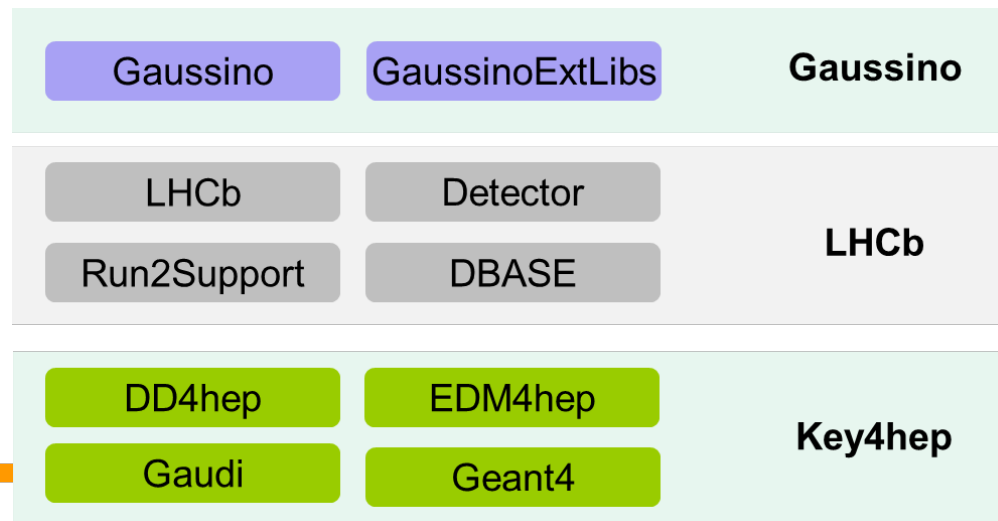 Gaussino GaussinoExtLibs Gaussino
LHCb Detector
LHCb
Run2Support DBASE
DD4hep EDM4hep
Key4hep
Gaudi Geant4